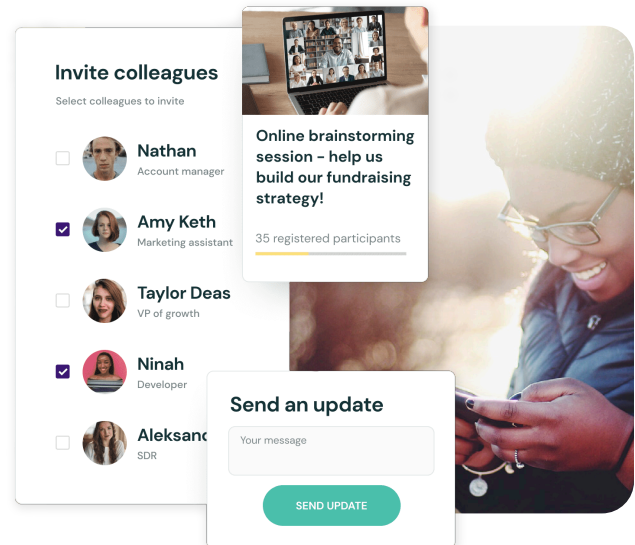 Invite colleagues
Select colleagues to invite
Nathan
Account manager
Amy Keth
Marketing assistant
Taylor Deas
VP of growth
Ninah
Developer
SDR
Online brainstorming
session - help us
build our fundraising
strategy!
35 registered participants
Send an update
Your message
SEND UPDATE